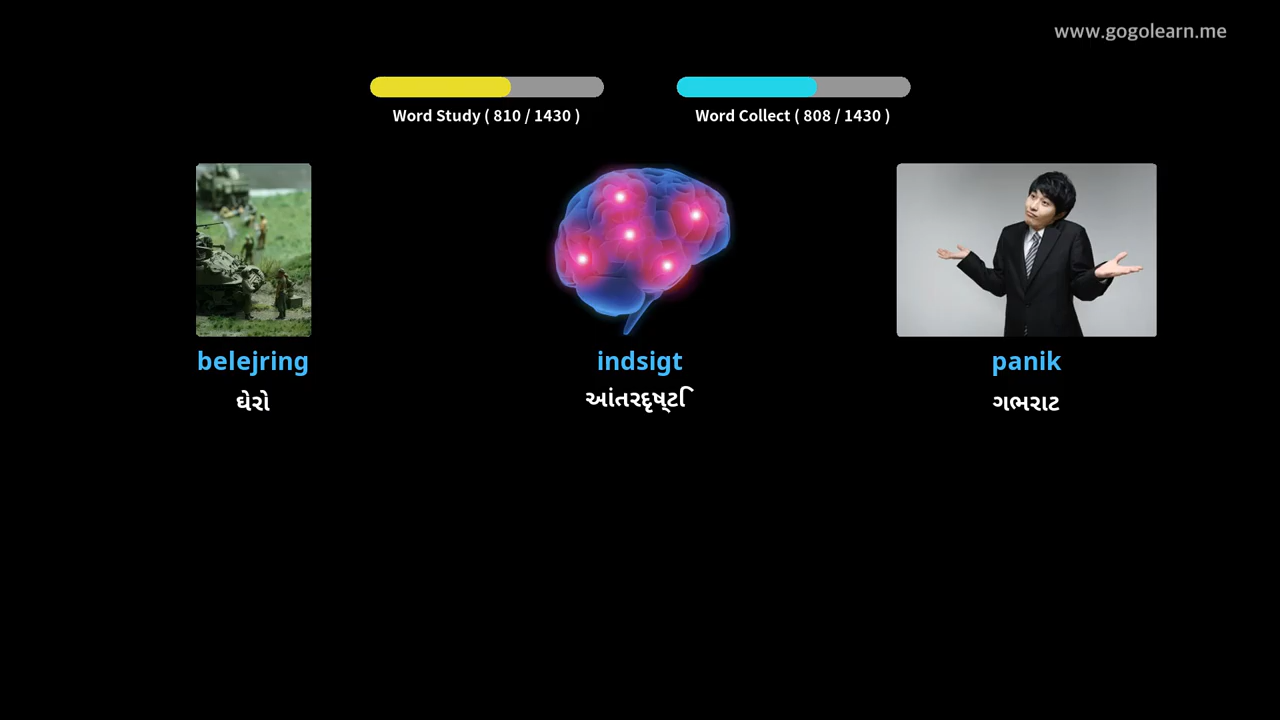 www.gogolearn.me
Word Study ( 810 / 1430 )
Word Collect ( 808 / 1430 )
belejring
indsigt
panik
ઘેરો
આંતરદૃષ્ટિ
ગભરાટ